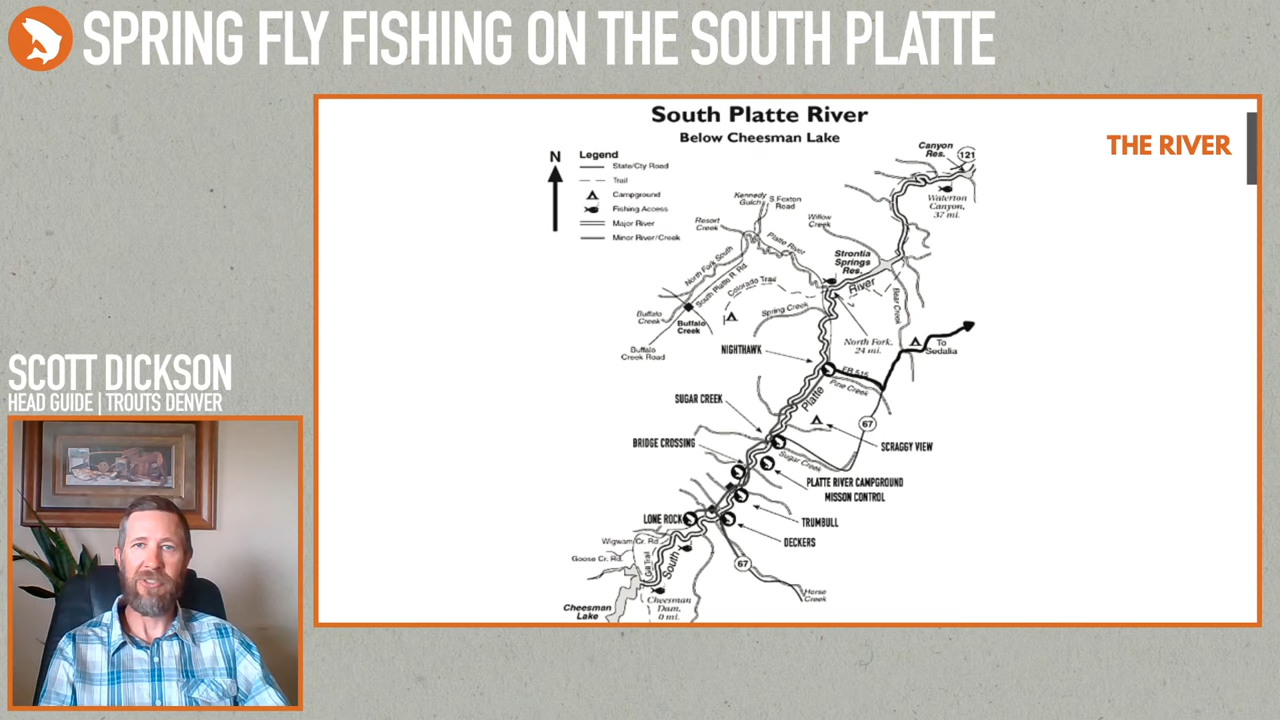 SPRING FLY FISHING ON THE SOUTH PLATTE
South Platte River
Below Cheesman Lake
THE RIVER
N
Legend
State/Cty Road
Trail
Campground
Fishing Access
Major River
Minor River/Creek
Canyon
Res.
121
Waterton
Canyon,
37 mi.
Kennedy
Gulch
S Foxton
Road
Resort
Creek
Platte River
Willow
Creek
Strontia
Springs
Res.
River
North Fork South
South Platte R. Rd.
Colorado Trail
Spring Creek
Bear Creek
Buffalo
Creek
Buffalo
Creek
Buffalo
Creek Road
North Fork,
24 mi.
To
Sedalia
NIGHTHAWK
FR 515
Pine Creek
Platte
SUGAR CREEK
67
SCRAGGY VIEW
BRIDGE CROSSING
Sugar Creek
PLATTE RIVER CAMPGROUND
MISSON CONTROL
LONE ROCK
TRUMBULL
DECKERS
Wigwam Cr. Rd.
Goose Cr. Rd.
Gill Trail
South
67
Horse
Creek
Cheesman
Lake
Cheesman
Dam,
0 mi.
SCOTT DICKSON
HEAD GUIDE | TROUTS DENVER